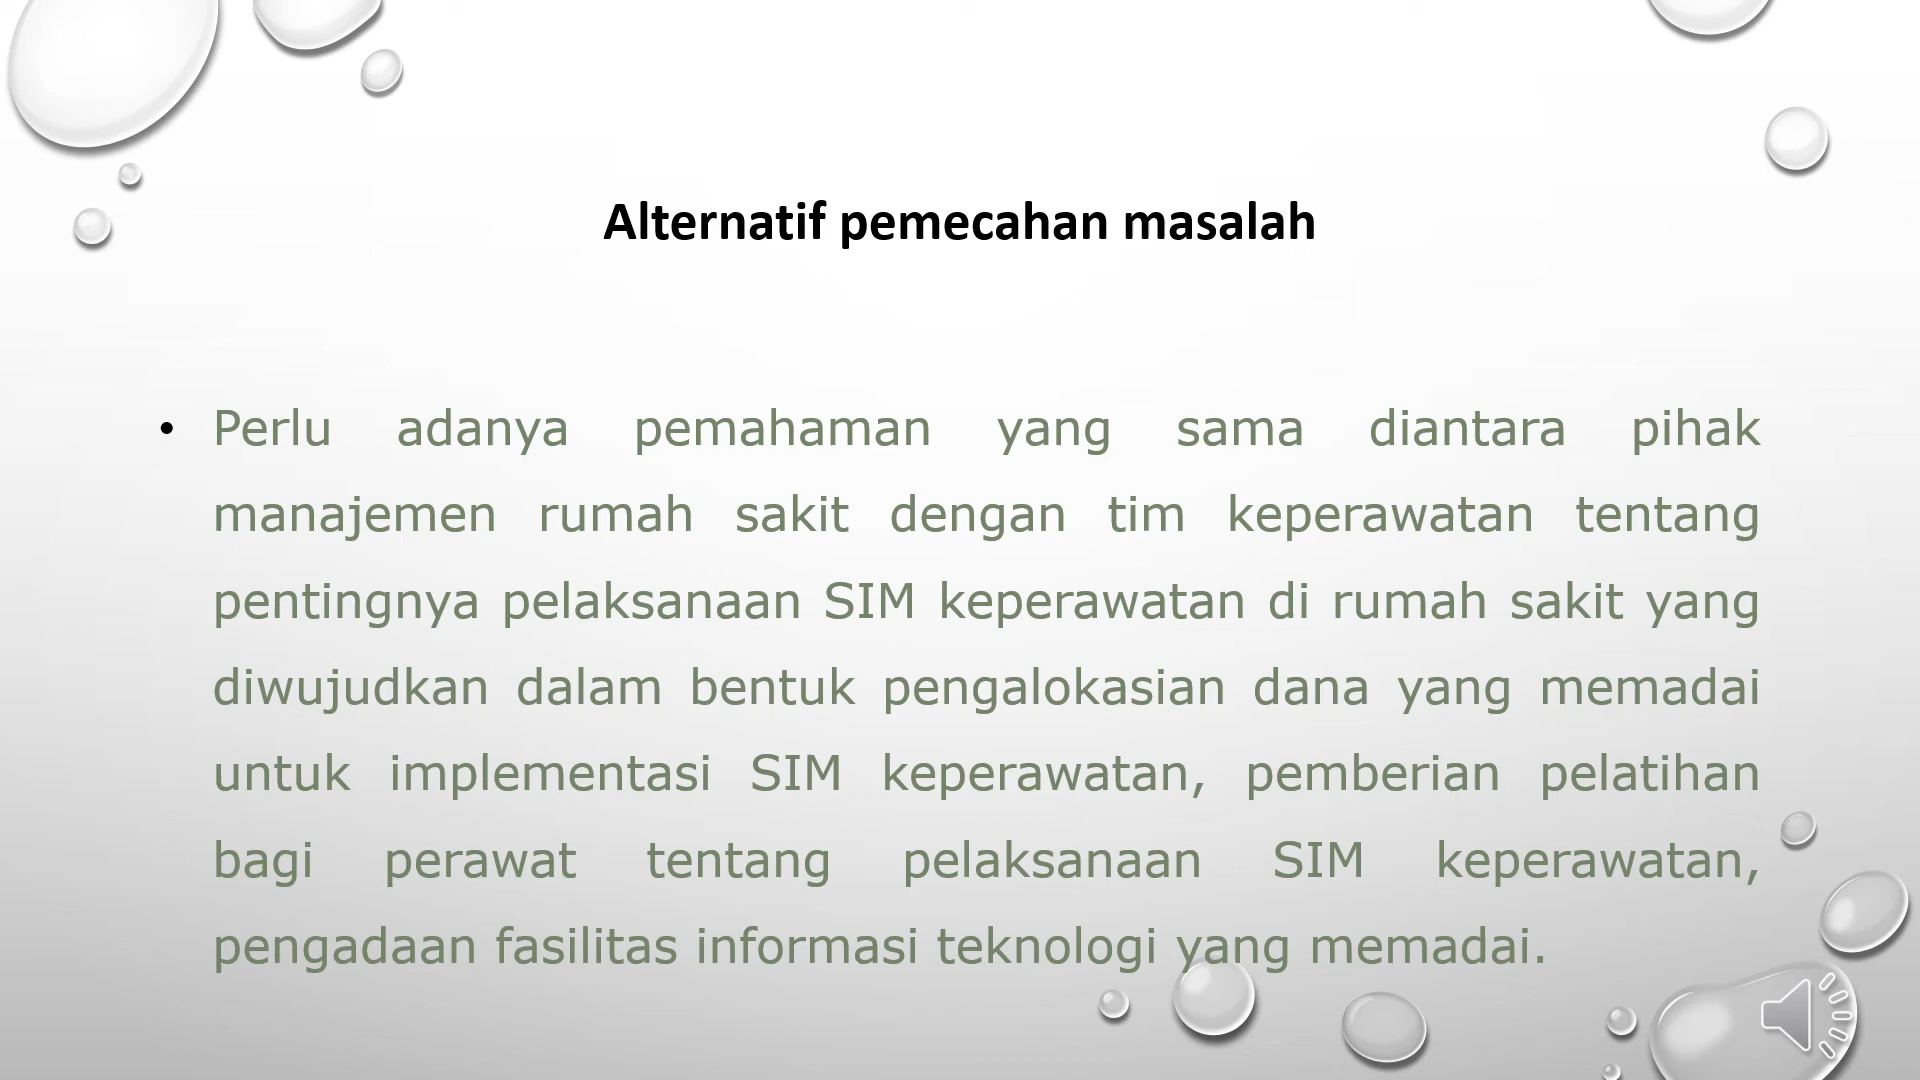 Alternatif pemecahan masalah
• Perlu adanya pemahaman yang sama diantara pihak
manajemen rumah sakit dengan tim keperawatan tentang
pentingnya pelaksanaan SIM keperawatan di rumah sakit yang
diwujudkan dalam bentuk pengalokasian dana yang memadai
untuk implementasi SIM keperawatan, pemberian pelatihan
bagi perawat tentang pelaksanaan SIM keperawatan,
pengadaan fasilitas informasi teknologi yang memadai.